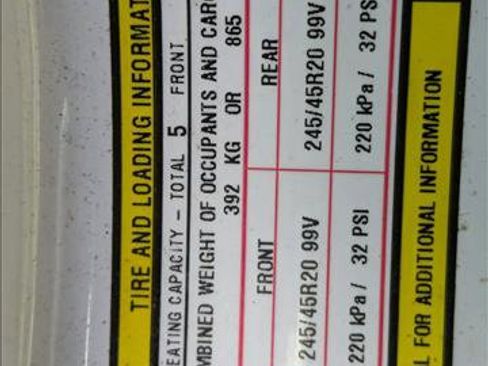 TIRE AND LOADING INFORMAT
EATING CAPACITY – TOTAL 5 FRONT
MBINED WEIGHT OF OCCUPANTS AND CARG
392 KG OR 865
FRONT REAR
245/45R20 99V 245/45R20 99V
220 kPa / 32 PSI 220 kPa / 32 PS
L FOR ADDITIONAL INFORMATION